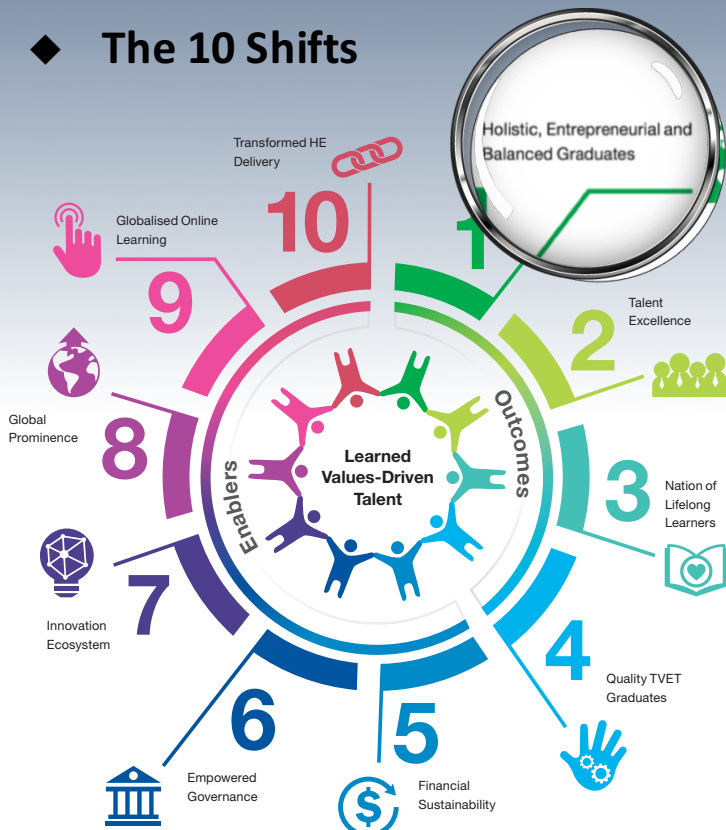 The 10 Shifts
Holistic, Entrepreneurial and
Balanced Graduates
1
2
Talent
Excellence
3
Nation of
Lifelong
Learners
4
Quality TVET
Graduates
5
Financial
Sustainability
$
6
Empowered
Governance
7
Innovation
Ecosystem
8
Global
Prominence
9
Globalised Online
Learning
10
Transformed HE
Delivery
Outcomes
Enablers
Learned
Values-Driven
Talent